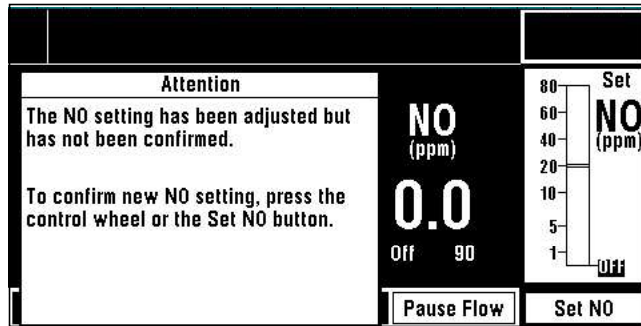 Attention
The NO setting has been adjusted but
has not been confirmed.
To confirm new NO setting, press the
control wheel or the Set NO button.
NO
(ppm)
0.0
Off 90
Pause Flow
Set
NO
(ppm)
80
60
40
20
10
5
1
OFF
Set NO